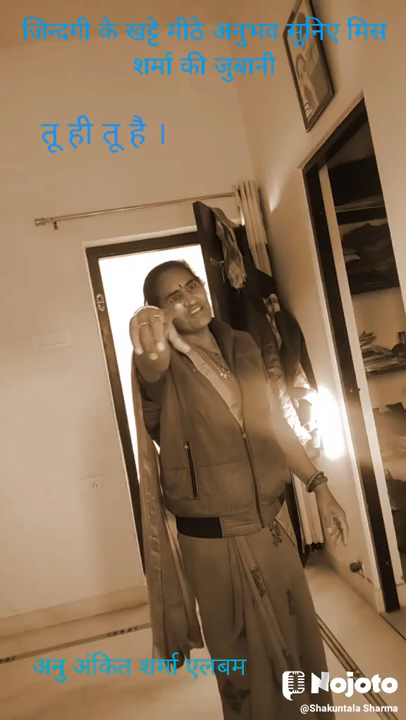 जिन्दगी के खट्टे मीठे अनुभव सुनिए मिस
शर्मा की जुबानी
तू ही तू है ।
अनु अंकित शर्मा एलबम
Nojoto
@Shakuntala Sharma